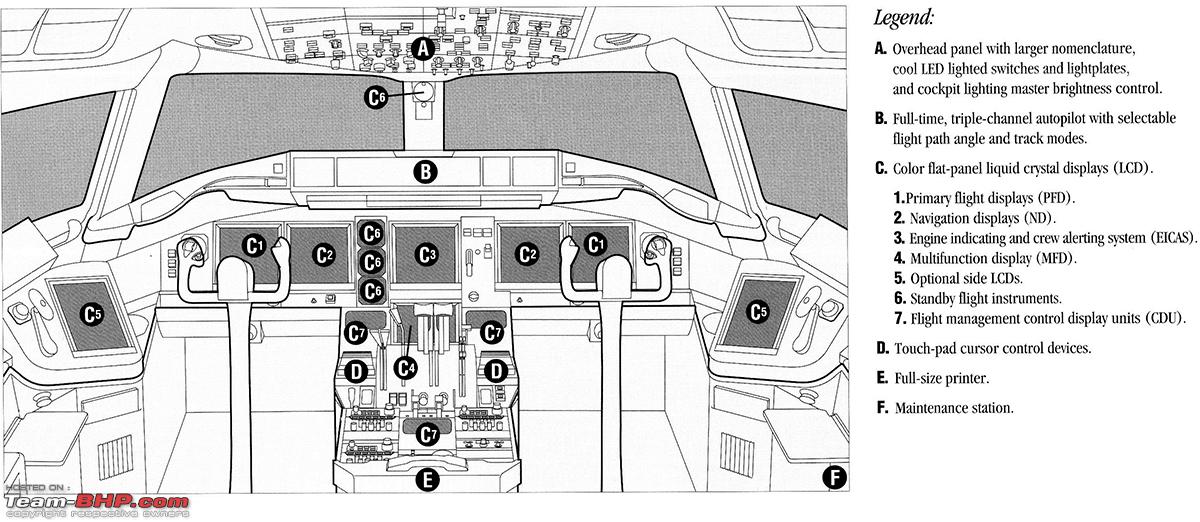 A
C6
B
C1
C2
C6
C6
C6
C3
C2
C1
C5
C5
C7
C7
C4
D
D
C7
E
F
Legend:
A. Overhead panel with larger nomenclature,
cool LED lighted switches and lightplates,
and cockpit lighting master brightness control.
B. Full-time, triple-channel autopilot with selectable
flight path angle and track modes.
C. Color flat-panel liquid crystal displays (LCD).
1.Primary flight displays (PFD).
2. Navigation displays (ND).
3. Engine indicating and crew alerting system (EICAS).
4. Multifunction display (MFD).
5. Optional side LCDs.
6. Standby flight instruments.
7. Flight management control display units (CDU).
D. Touch-pad cursor control devices.
E. Full-size printer.
F. Maintenance station.
HOSTED ON :
Team-BHP.com
copyright respective owners